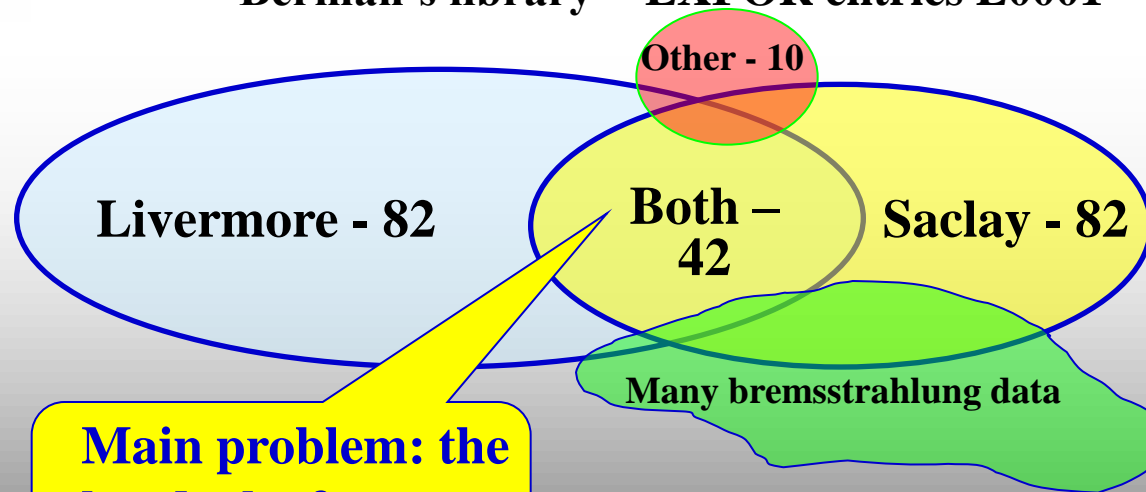 Other - 10
Livermore - 82
Both –
42
Saclay - 82
Many bremsstrahlung data
Main problem: the